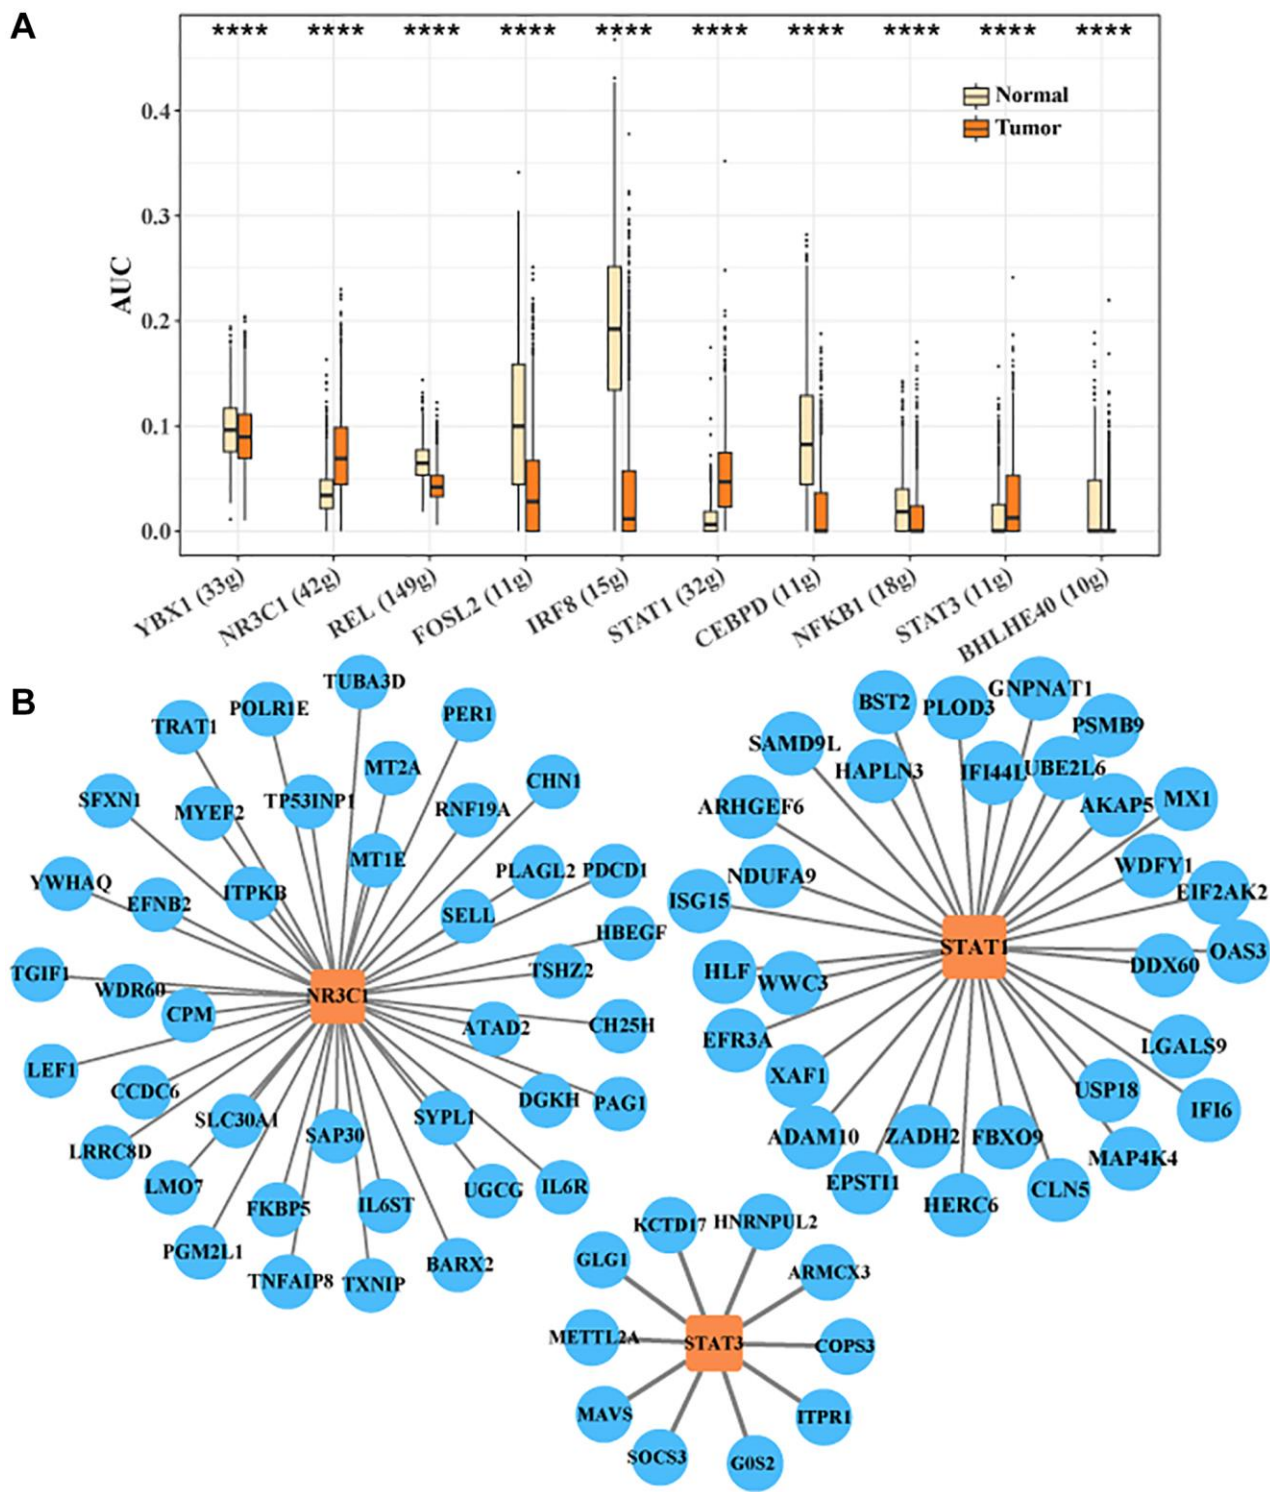 A
**** **** **** **** **** **** **** **** **** ****
Normal
Tumor
0.4
0.3
0.2
0.1
0.0
AUC
YBX1 (33g)
NR3C1 (42g)
REL (149g)
FOSL2 (11g)
IRF8 (15g)
STAT1 (32g)
CEBPD (11g)
NFKB1 (18g)
STAT3 (11g)
BHLHE40 (10g)
B
TUBA3D
POLR1E
PER1
TRAT1
MT2A
CHN1
SFXN1
TP53INP1
RNF19A
MYEF2
MT1E
PLAGL2
PDCD1
YWHAQ
ITPKB
EFNB2
SELL
HBEGF
TGIF1
TSHZ2
WDR60
NR3C1
CPM
ATAD2
CH25H
LEF1
CCDC6
DGKH
PAG1
SLC30A1
SYPL1
SAP30
LRRC8D
LMO7
UGCG
IL6R
FKBP5
IL6ST
PGM2L1
BARX2
TNFAIP8
TXNIP
GNPNAT1
BST2
PLOD3
PSMB9
SAMD9L
HAPLN3
IFI44L
UBE2L6
ARHGEF6
AKAP5
MX1
NDUFA9
WDFY1
EIF2AK2
ISG15
STAT1
OAS3
HLF
WWC3
DDX60
EFR3A
LGALS9
XAF1
USP18
IFI6
ADAM10
ZADH2
FBXO9
MAP4K4
EPSTI1
HERC6
CLN5
KCTD17
HNRNPUL2
GLG1
ARMCX3
METTL2A
STAT3
COPS3
MAVS
ITPR1
SOCS3
G0S2